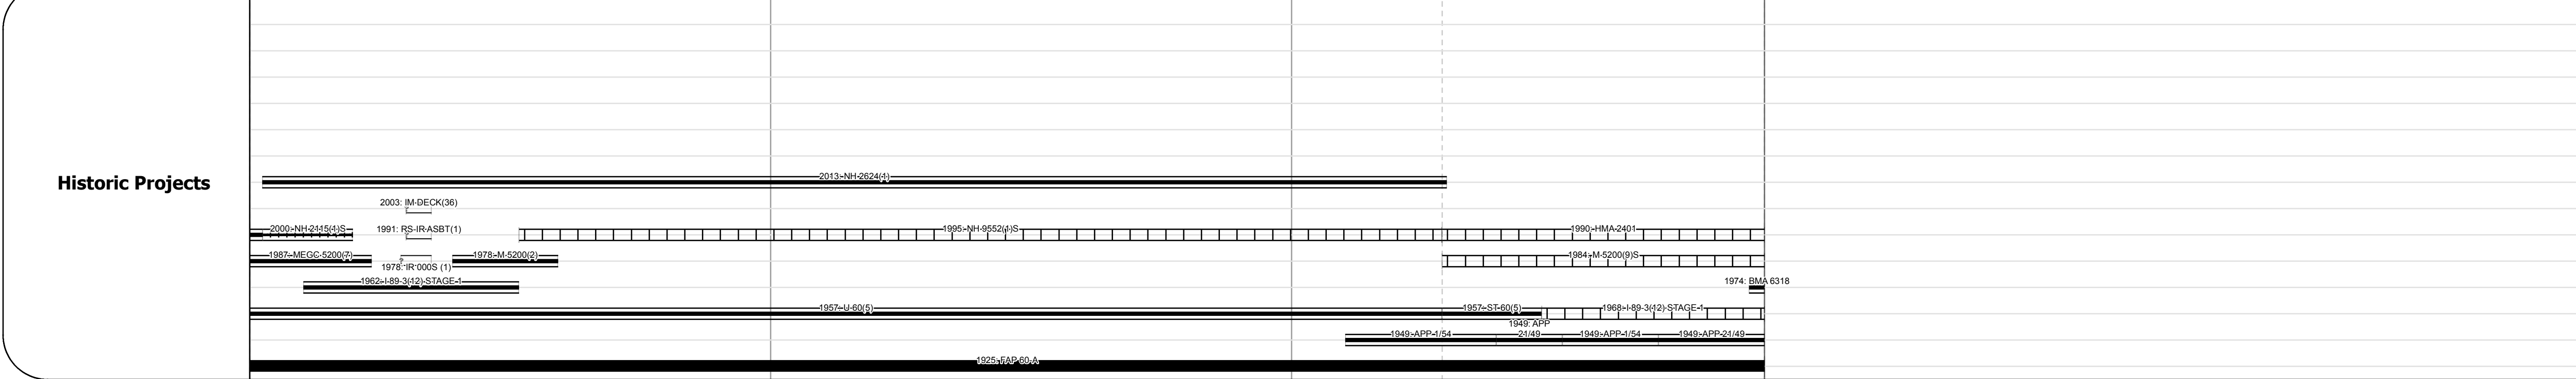 2013: NH 2624(1)
Historic Projects
2003: IM-DECK(36)
2000: NH 2115(1)S
1991: RS-IR-ASBT(1)
1995: NH 9552(1)S
1990: HMA 2401
1987: MEGC 5200(7)
1978: IR 000S (1)
1978: M 5200(2)
1984: M 5200(9)S
1962: I-89-3(12) STAGE 1
1974: BMA 6318
1957: U 60(5)
1957: ST 60(5)
1968: I-89-3(12) STAGE 1
1949: APP 1/54
1949: APP
21/49
1949: APP 1/54
1949: APP 21/49
1925: FAP 60-A